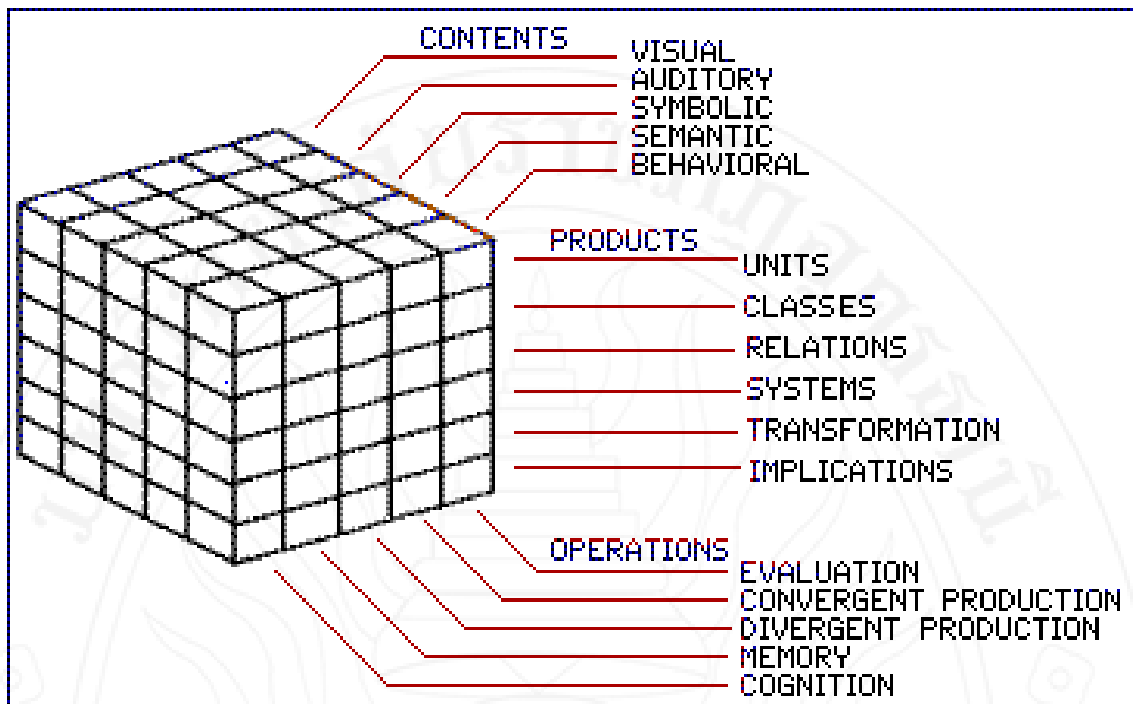 CONTENTS
VISUAL
AUDITORY
SYMBOLIC
SEMANTIC
BEHAVIORAL
PRODUCTS
UNITS
CLASSES
RELATIONS
SYSTEMS
TRANSFORMATION
IMPLICATIONS
OPERATIONS
EVALUATION
CONVERGENT PRODUCTION
DIVERGENT PRODUCTION
MEMORY
COGNITION